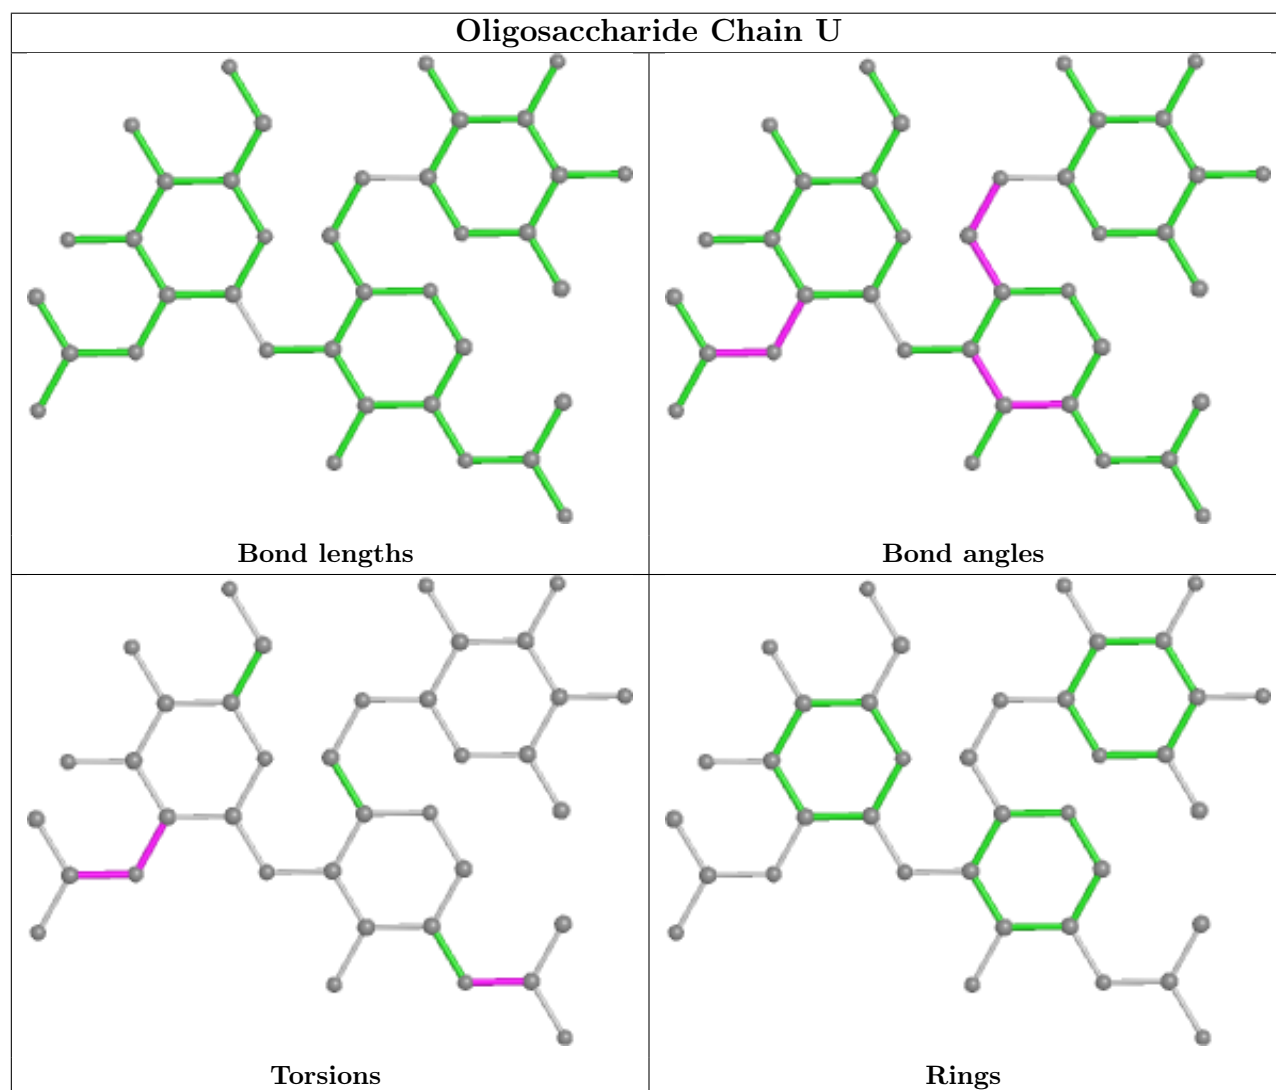 Oligosaccharide Chain U
Bond lengths
Bond angles
Torsions
Rings